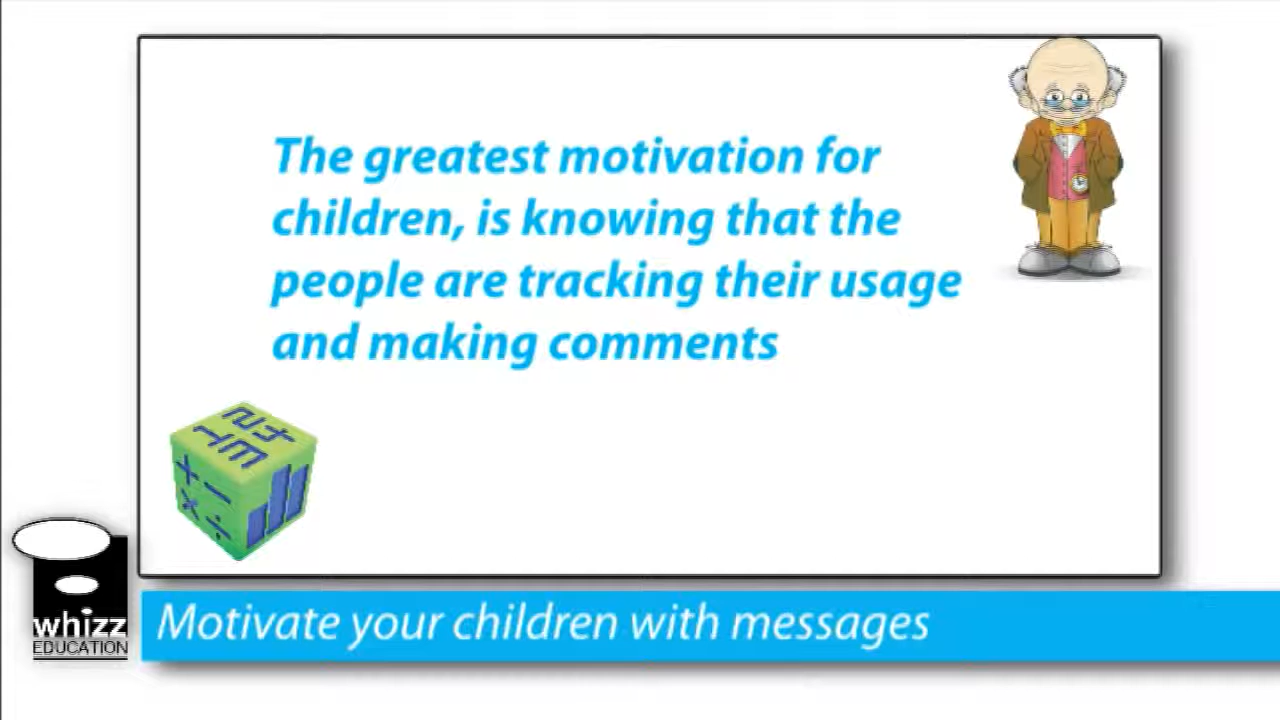 The greatest motivation for
children, is knowing that the
people are tracking their usage
and making comments
+ −
× ÷
whizz
EDUCATION
Motivate your children with messages